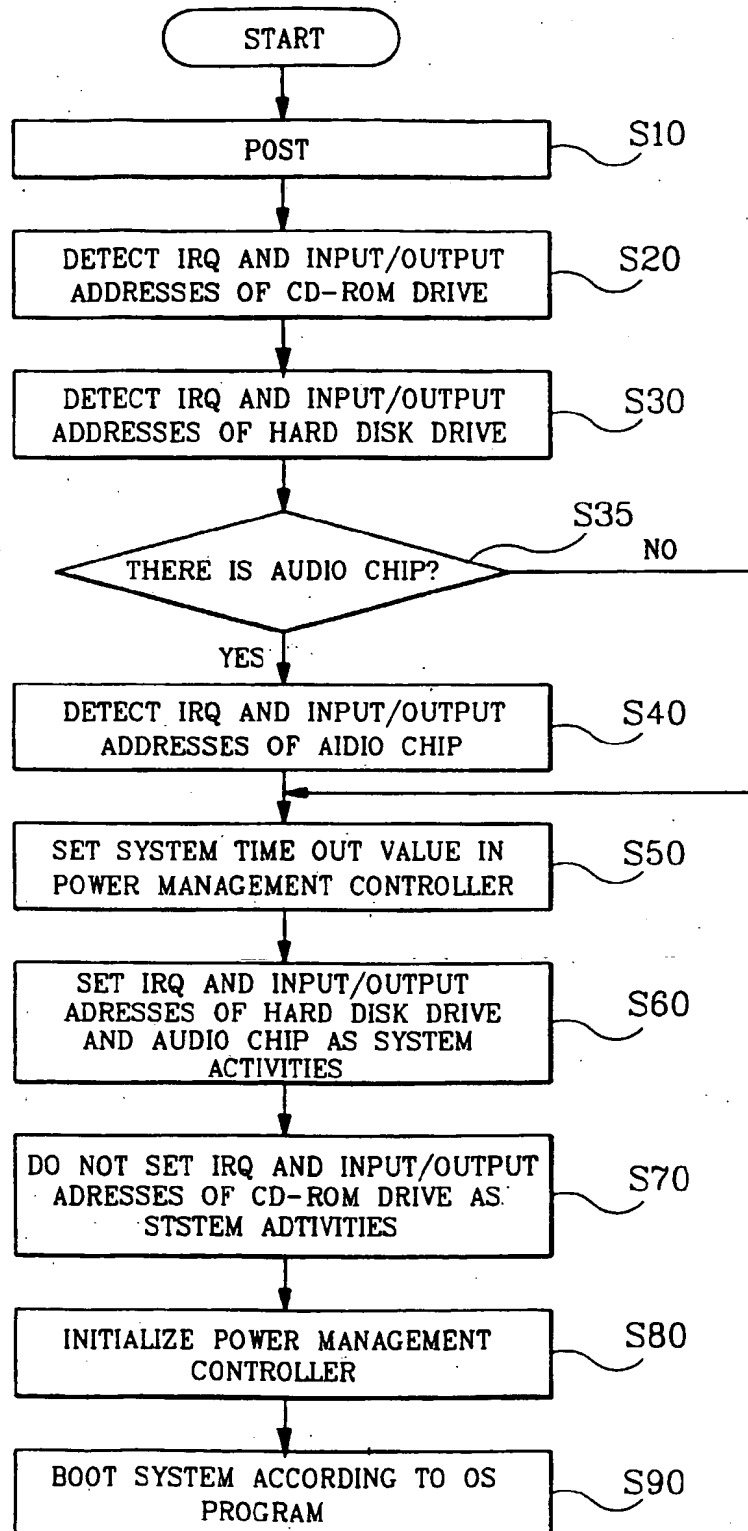 START
POST
S10
DETECT IRQ AND INPUT/OUTPUT
ADDRESSES OF CD-ROM DRIVE
S20
DETECT IRQ AND INPUT/OUTPUT
ADDRESSES OF HARD DISK DRIVE
S30
S35
THERE IS AUDIO CHIP?
NO
YES
DETECT IRQ AND INPUT/OUTPUT
ADDRESSES OF AIDIO CHIP
S40
SET SYSTEM TIME OUT VALUE IN
POWER MANAGEMENT CONTROLLER
S50
SET IRQ AND INPUT/OUTPUT
ADRESSES OF HARD DISK DRIVE
AND AUDIO CHIP AS SYSTEM
ACTIVITIES
S60
DO NOT SET IRQ AND INPUT/OUTPUT
ADRESSES OF CD-ROM DRIVE AS
STSTEM ADTIVITIES
S70
INITIALIZE POWER MANAGEMENT
CONTROLLER
S80
BOOT SYSTEM ACCORDING TO OS
PROGRAM
S90